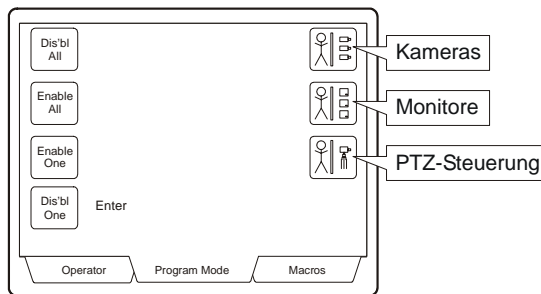 Dis'bl
All
Kameras
Enable
All
Monitore
Enable
One
PTZ-Steuerung
Dis'bl
One
Enter
Operator
Program Mode
Macros